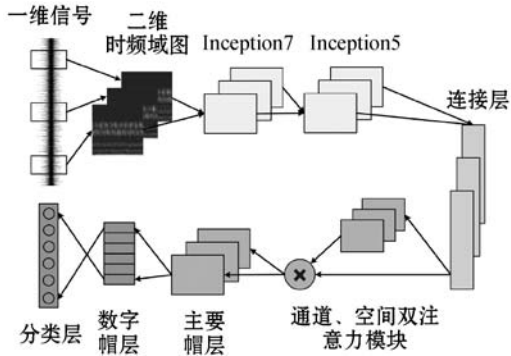 一维信号
二维
时频域图
Inception7
Inception5
连接层
分类层
数字
帽层
主要
帽层
通道、空间双注
意力模块